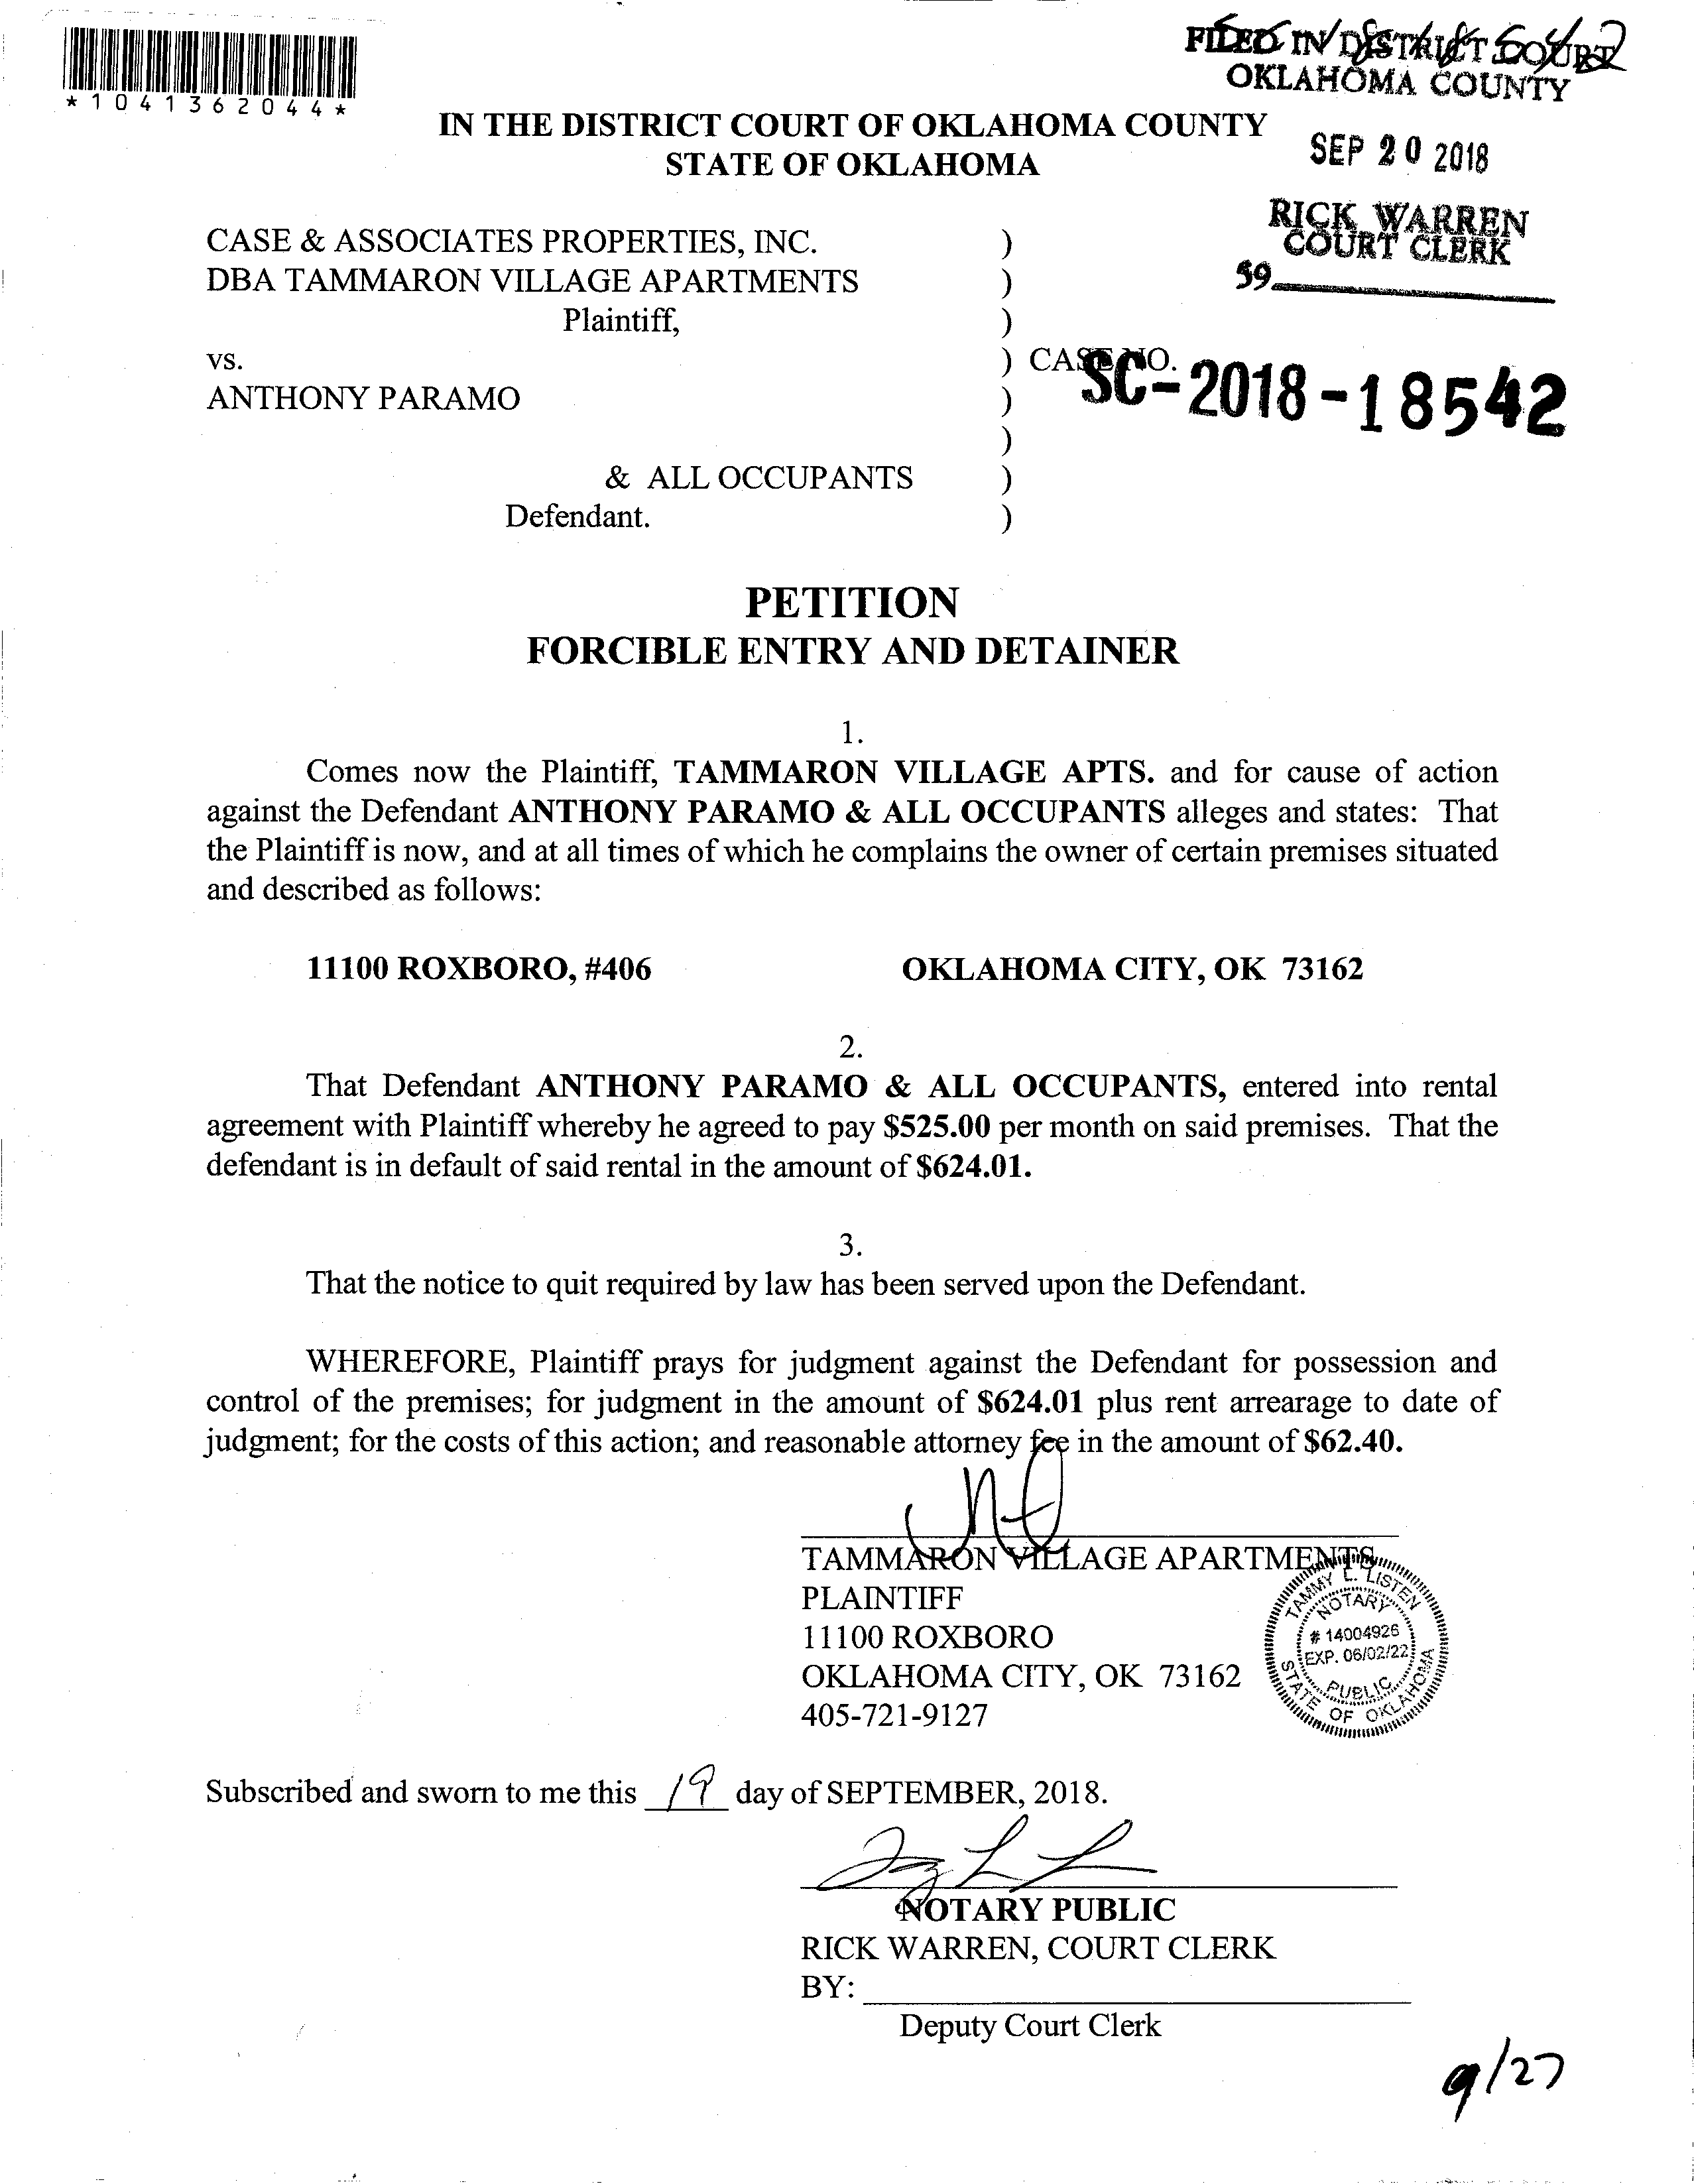 *1041362044*
FILED IN DISTRICT COURT
OKLAHOMA COUNTY
SEP 20 2018
RICK WARREN
COURT CLERK
59
IN THE DISTRICT COURT OF OKLAHOMA COUNTY
STATE OF OKLAHOMA
CASE & ASSOCIATES PROPERTIES, INC. )
DBA TAMMARON VILLAGE APARTMENTS )
Plaintiff, )
vs. ) CASE NO. SC-2018-18542
ANTHONY PARAMO )
)
& ALL OCCUPANTS )
Defendant. )
PETITION
FORCIBLE ENTRY AND DETAINER
1.
Comes now the Plaintiff, TAMMARON VILLAGE APTS. and for cause of action
against the Defendant ANTHONY PARAMO & ALL OCCUPANTS alleges and states: That
the Plaintiff is now, and at all times of which he complains the owner of certain premises situated
and described as follows:
11100 ROXBORO, #406 OKLAHOMA CITY, OK 73162
2.
That Defendant ANTHONY PARAMO & ALL OCCUPANTS, entered into rental
agreement with Plaintiff whereby he agreed to pay $525.00 per month on said premises. That the
defendant is in default of said rental in the amount of $624.01.
3.
That the notice to quit required by law has been served upon the Defendant.
WHEREFORE, Plaintiff prays for judgment against the Defendant for possession and
control of the premises; for judgment in the amount of $624.01 plus rent arrearage to date of
judgment; for the costs of this action; and reasonable attorney fee in the amount of $62.40.
TAMMARON VILLAGE APARTMENTS
PLAINTIFF
11100 ROXBORO
OKLAHOMA CITY, OK 73162
405-721-9127
TAMMY L. LISTEN
NOTARY
# 14004926
EXP. 06/02/22
PUBLIC
STATE OF OKLAHOMA
Subscribed and sworn to me this 19 day of SEPTEMBER, 2018.
NOTARY PUBLIC
RICK WARREN, COURT CLERK
BY:
Deputy Court Clerk
9/27